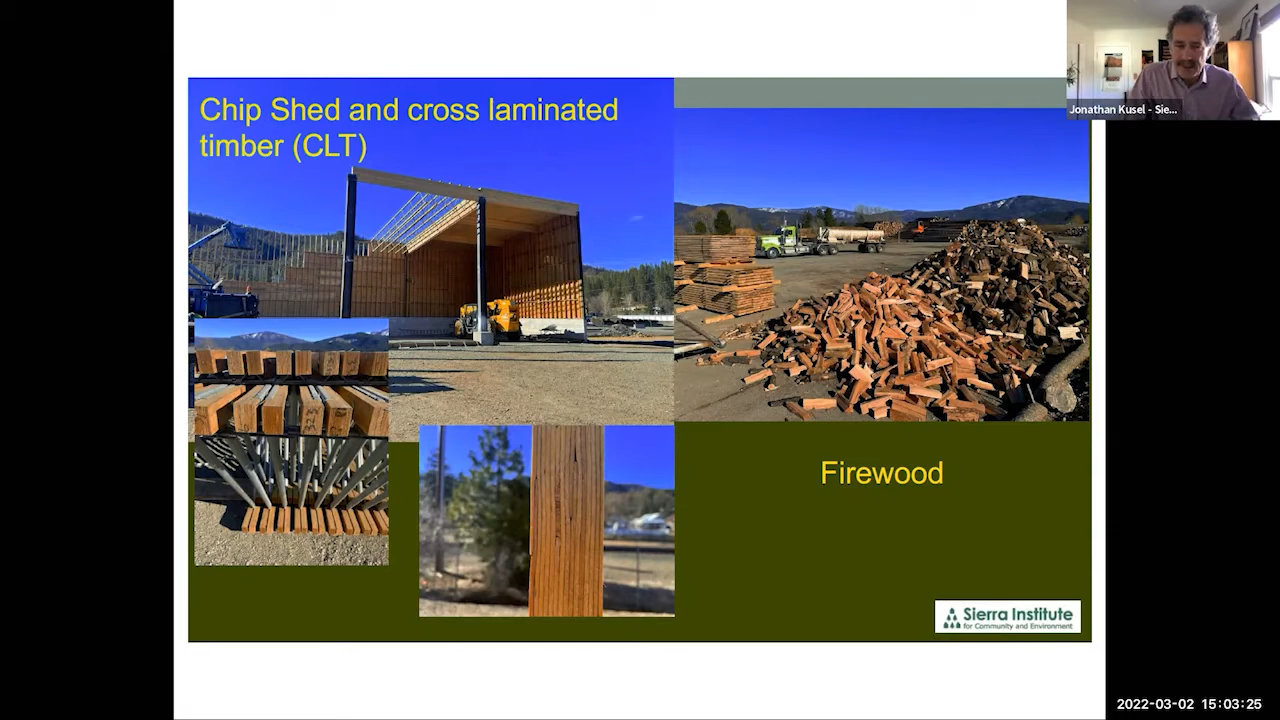 Chip Shed and cross laminated
timber (CLT)
Jonathan Kusel - Sie...
Firewood
Sierra Institute
for Community and Environment
2022-03-02 15:03:25